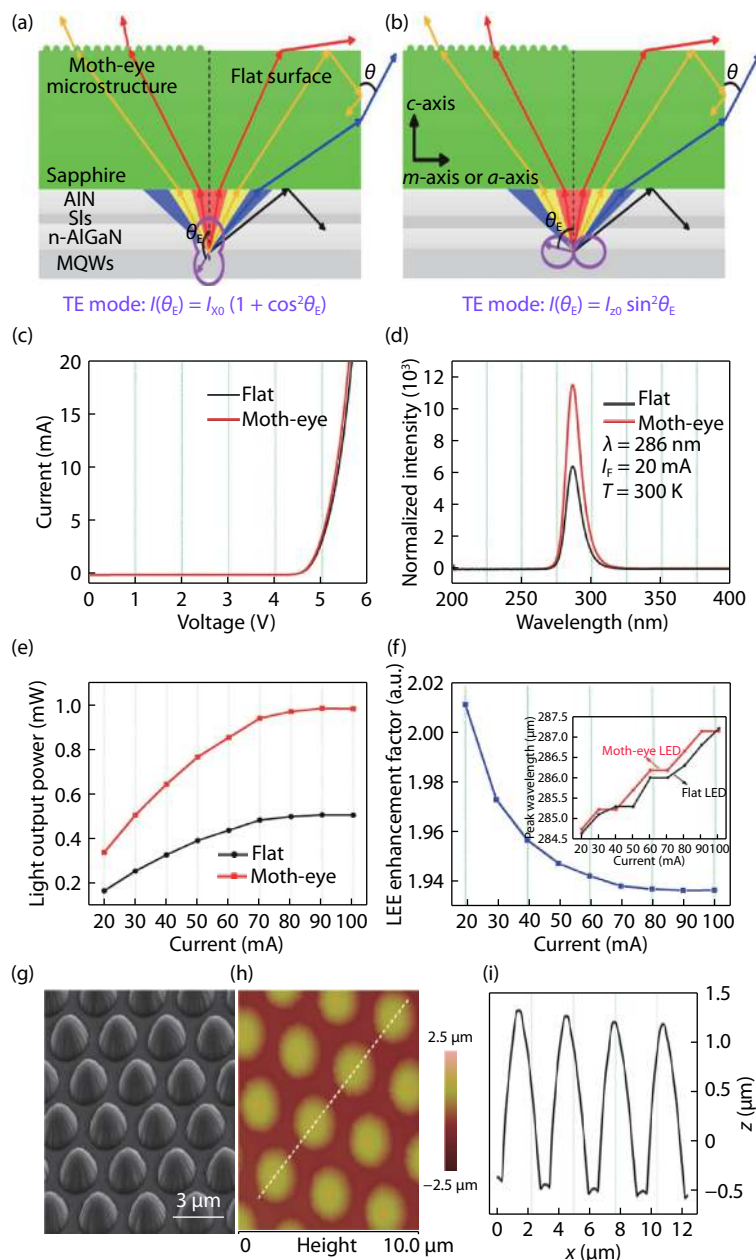 (a)
(b)
Moth-eye
microstructure
Flat surface
θ
Sapphire
AlN
Sls
n-AlGaN
MQWs
θE
θ
c-axis
m-axis or a-axis
θE
TE mode: I(θE) = IX0 (1 + cos²θE)
TE mode: I(θE) = Iz0 sin²θE
(c)
20
15
10
5
0
Current (mA)
Flat
Moth-eye
0 1 2 3 4 5 6
Voltage (V)
(d)
12
10
8
6
4
2
0
Normalized intensity (10³)
Flat
Moth-eye
λ = 286 nm
IF = 20 mA
T = 300 K
200 250 300 350 400
Wavelength (nm)
(e)
1.0
0.8
0.6
0.4
0.2
Light output power (mW)
Flat
Moth-eye
20 30 40 50 60 70 80 90 100
Current (mA)
(f)
2.02
2.00
1.98
1.96
1.94
LEE enhancement factor (a.u.)
287.5
287.0
286.5
286.0
285.5
285.0
284.5
Peak wavelength (μm)
Moth-eye LED
Flat LED
20 30 40 50 60 70 80 90 100
Current (mA)
20 30 40 50 60 70 80 90 100
Current (mA)
(g)
3 μm
(h)
2.5 μm
−2.5 μm
0 Height 10.0 μm
(i)
1.5
1.0
0.5
0
−0.5
z (μm)
0 2 4 6 8 10 12
x (μm)